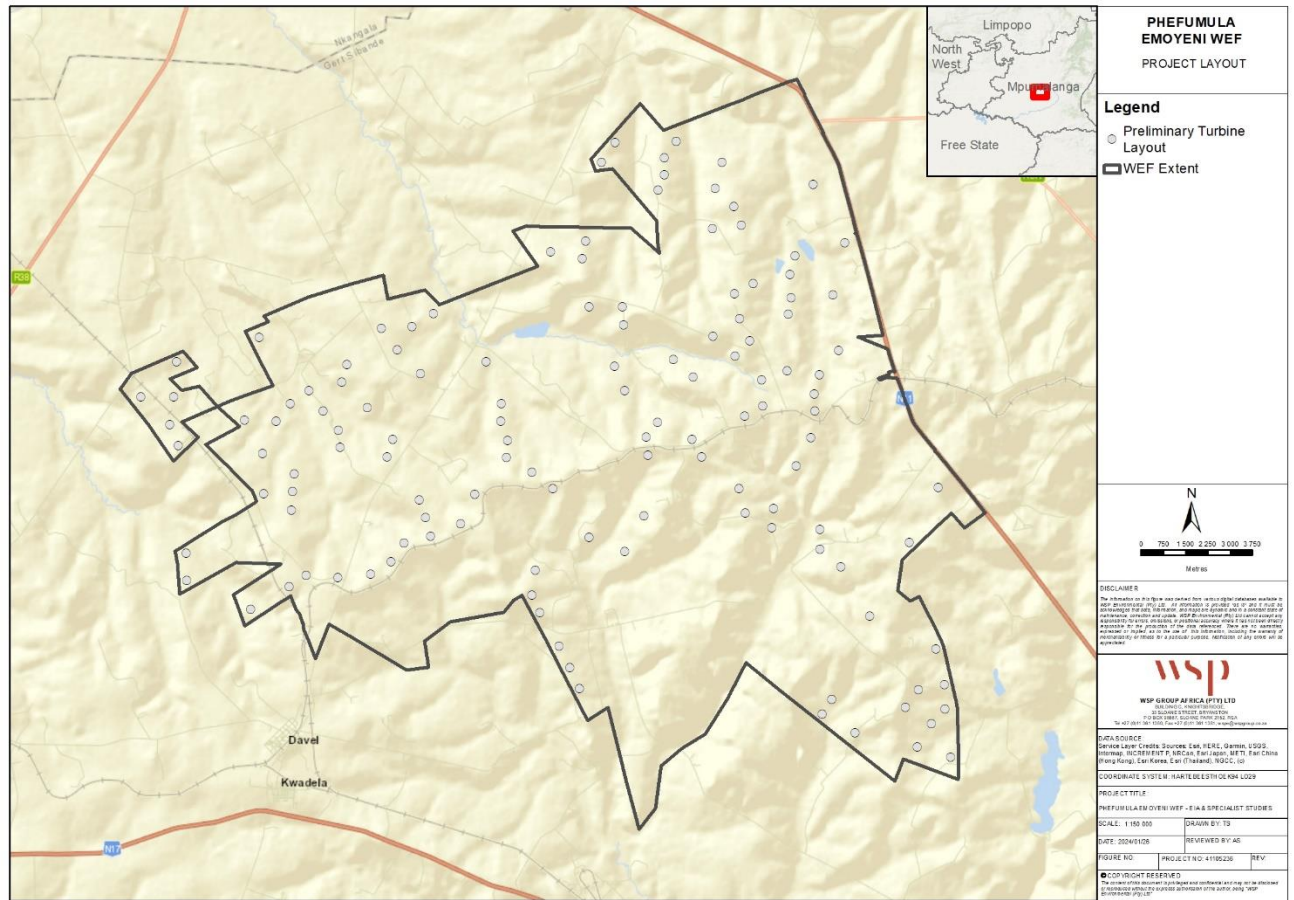 Nkangala
Gert Sibande
R38
Davel
Kwadela
N17
Limpopo
North
West
Mpumalanga
Free State
PHEFUMULA
EMOYENI WEF
PROJECT LAYOUT
Legend
Preliminary Turbine
Layout
WEF Extent
N
0 750 1 500 2 250 3 000 3 750
Metres
DISCLAIMER
WSP
WSP GROUP AFRICA (PTY) LTD
DATA SOURCE:
Service Layer Credits: Sources: Esri, HERE, Garmin, USGS,
Intermap, INCREMENT P, NRCan, Esri Japan, METI, Esri China
(Hong Kong), Esri Korea, Esri (Thailand), NGCC, (c)
COORDINATE SYSTEM: HARTEBEESTHOEK94 LO29
PROJECT TITLE:
PHEFUMULA EMOYENI WEF - EIA & SPECIALIST STUDIES
SCALE: 1:150 000
DRAWN BY: TS
DATE: 2024/01/26
REVIEWED BY: AS
FIGURE NO:
PROJECT NO: 41105236
REV:
© COPYRIGHT RESERVED